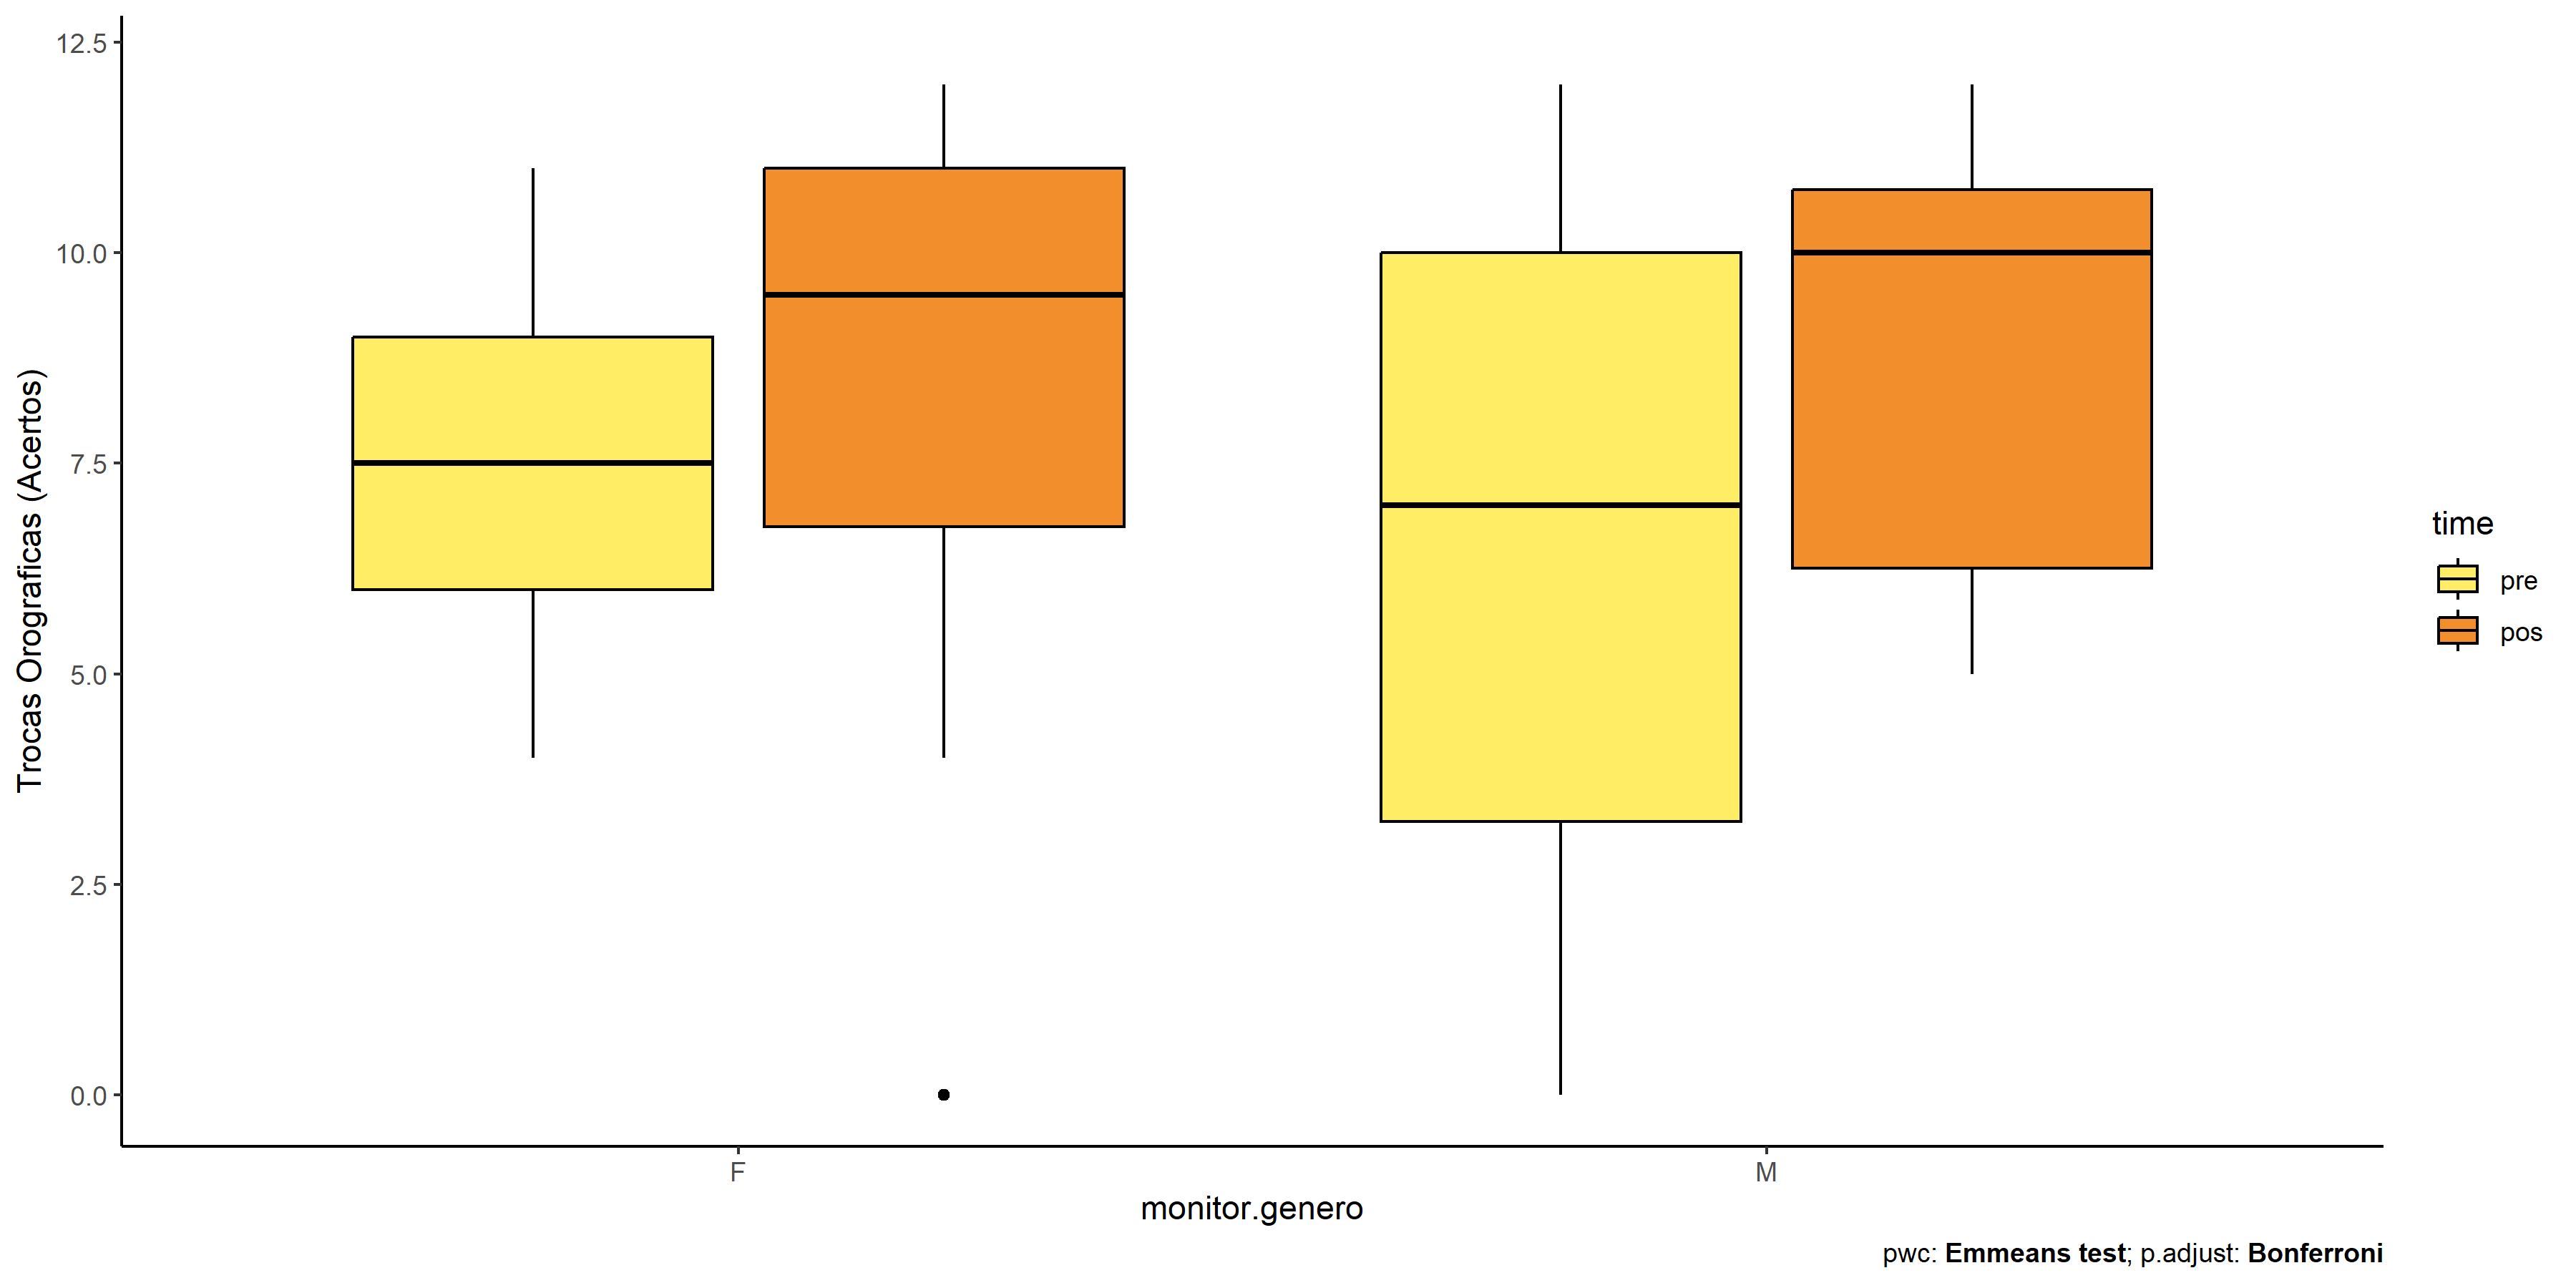 12.5
10.0
7.5
5.0
2.5
0.0
Trocas Orograficas (Acertos)
F
M
monitor.genero
time
pre
pos
pwc: Emmeans test; p.adjust: Bonferroni